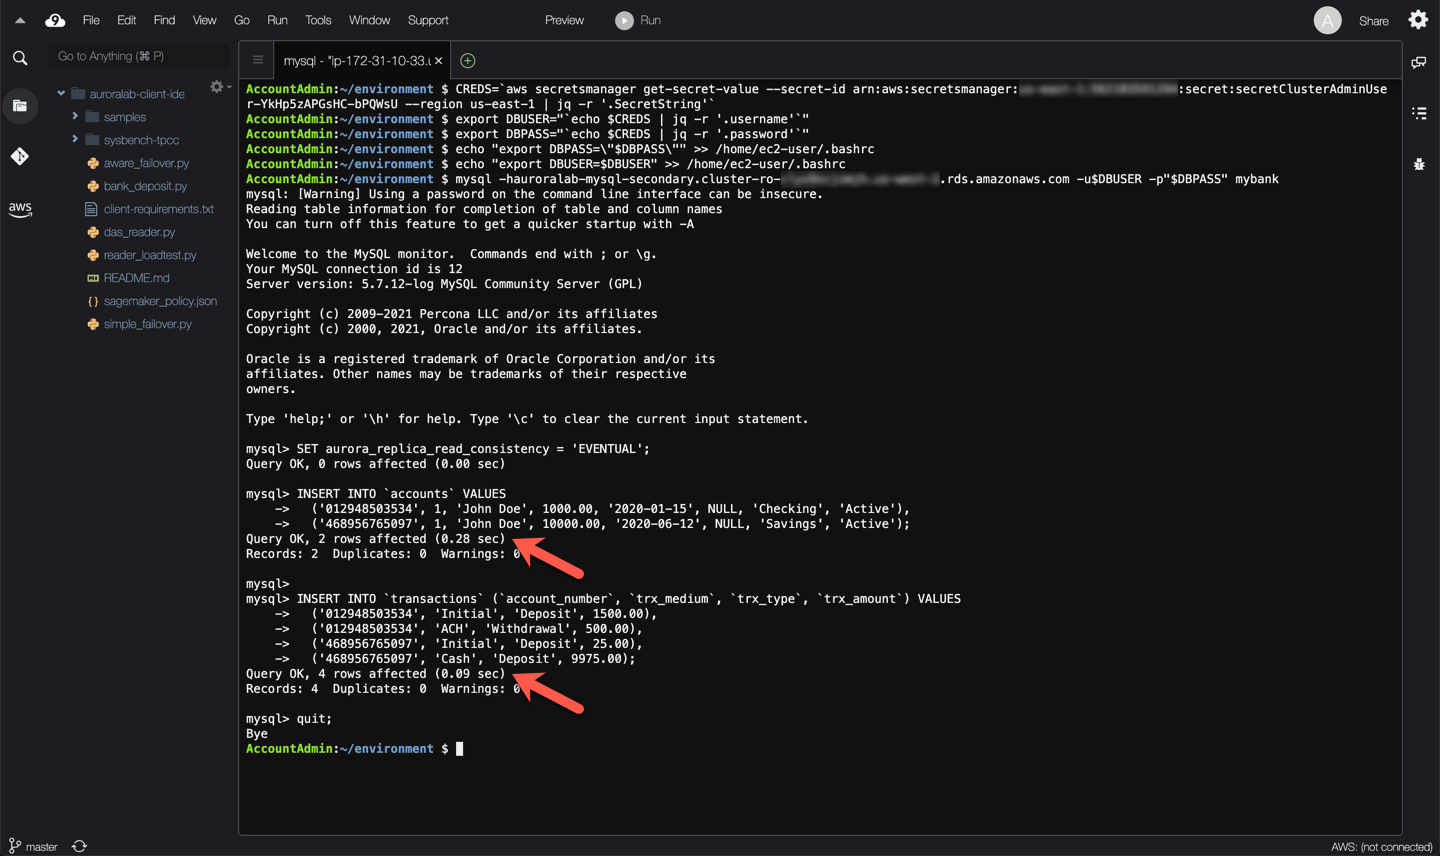 9 File Edit Find View Go Run Tools Window Support Preview Run A Share
Go to Anything (⌘ P)
mysql - "ip-172-31-10-33.u ×
auroralab-client-ide
samples
sysbench-tpcc
aware_failover.py
bank_deposit.py
client-requirements.txt
das_reader.py
reader_loadtest.py
README.md
sagemaker_policy.json
simple_failover.py
aws
AccountAdmin:~/environment $ CREDS=`aws secretsmanager get-secret-value --secret-id arn:aws:secretsmanager: :secret:secretClusterAdminUse
r-YkHp5zAPGsHC-bPQWsU --region us-east-1 | jq -r '.SecretString'`
AccountAdmin:~/environment $ export DBUSER="`echo $CREDS | jq -r '.username'`"
AccountAdmin:~/environment $ export DBPASS="`echo $CREDS | jq -r '.password'`"
AccountAdmin:~/environment $ echo "export DBPASS=\"$DBPASS\"" >> /home/ec2-user/.bashrc
AccountAdmin:~/environment $ echo "export DBUSER=$DBUSER" >> /home/ec2-user/.bashrc
AccountAdmin:~/environment $ mysql -hauroralab-mysql-secondary.cluster-ro- .rds.amazonaws.com -u$DBUSER -p"$DBPASS" mybank
mysql: [Warning] Using a password on the command line interface can be insecure.
Reading table information for completion of table and column names
You can turn off this feature to get a quicker startup with -A
Welcome to the MySQL monitor.  Commands end with ; or \g.
Your MySQL connection id is 12
Server version: 5.7.12-log MySQL Community Server (GPL)
Copyright (c) 2009-2021 Percona LLC and/or its affiliates
Copyright (c) 2000, 2021, Oracle and/or its affiliates.
Oracle is a registered trademark of Oracle Corporation and/or its
affiliates. Other names may be trademarks of their respective
owners.
Type 'help;' or '\h' for help. Type '\c' to clear the current input statement.
mysql> SET aurora_replica_read_consistency = 'EVENTUAL';
Query OK, 0 rows affected (0.00 sec)
mysql> INSERT INTO `accounts` VALUES
    ->   ('012948503534', 1, 'John Doe', 1000.00, '2020-01-15', NULL, 'Checking', 'Active'),
    ->   ('468956765097', 1, 'John Doe', 10000.00, '2020-06-12', NULL, 'Savings', 'Active');
Query OK, 2 rows affected (0.28 sec)
Records: 2  Duplicates: 0  Warnings: 0
mysql>
mysql> INSERT INTO `transactions` (`account_number`, `trx_medium`, `trx_type`, `trx_amount`) VALUES
    ->   ('012948503534', 'Initial', 'Deposit', 1500.00),
    ->   ('012948503534', 'ACH', 'Withdrawal', 500.00),
    ->   ('468956765097', 'Initial', 'Deposit', 25.00),
    ->   ('468956765097', 'Cash', 'Deposit', 9975.00);
Query OK, 4 rows affected (0.09 sec)
Records: 4  Duplicates: 0  Warnings: 0
mysql> quit;
Bye
AccountAdmin:~/environment $
master
AWS: (not connected)